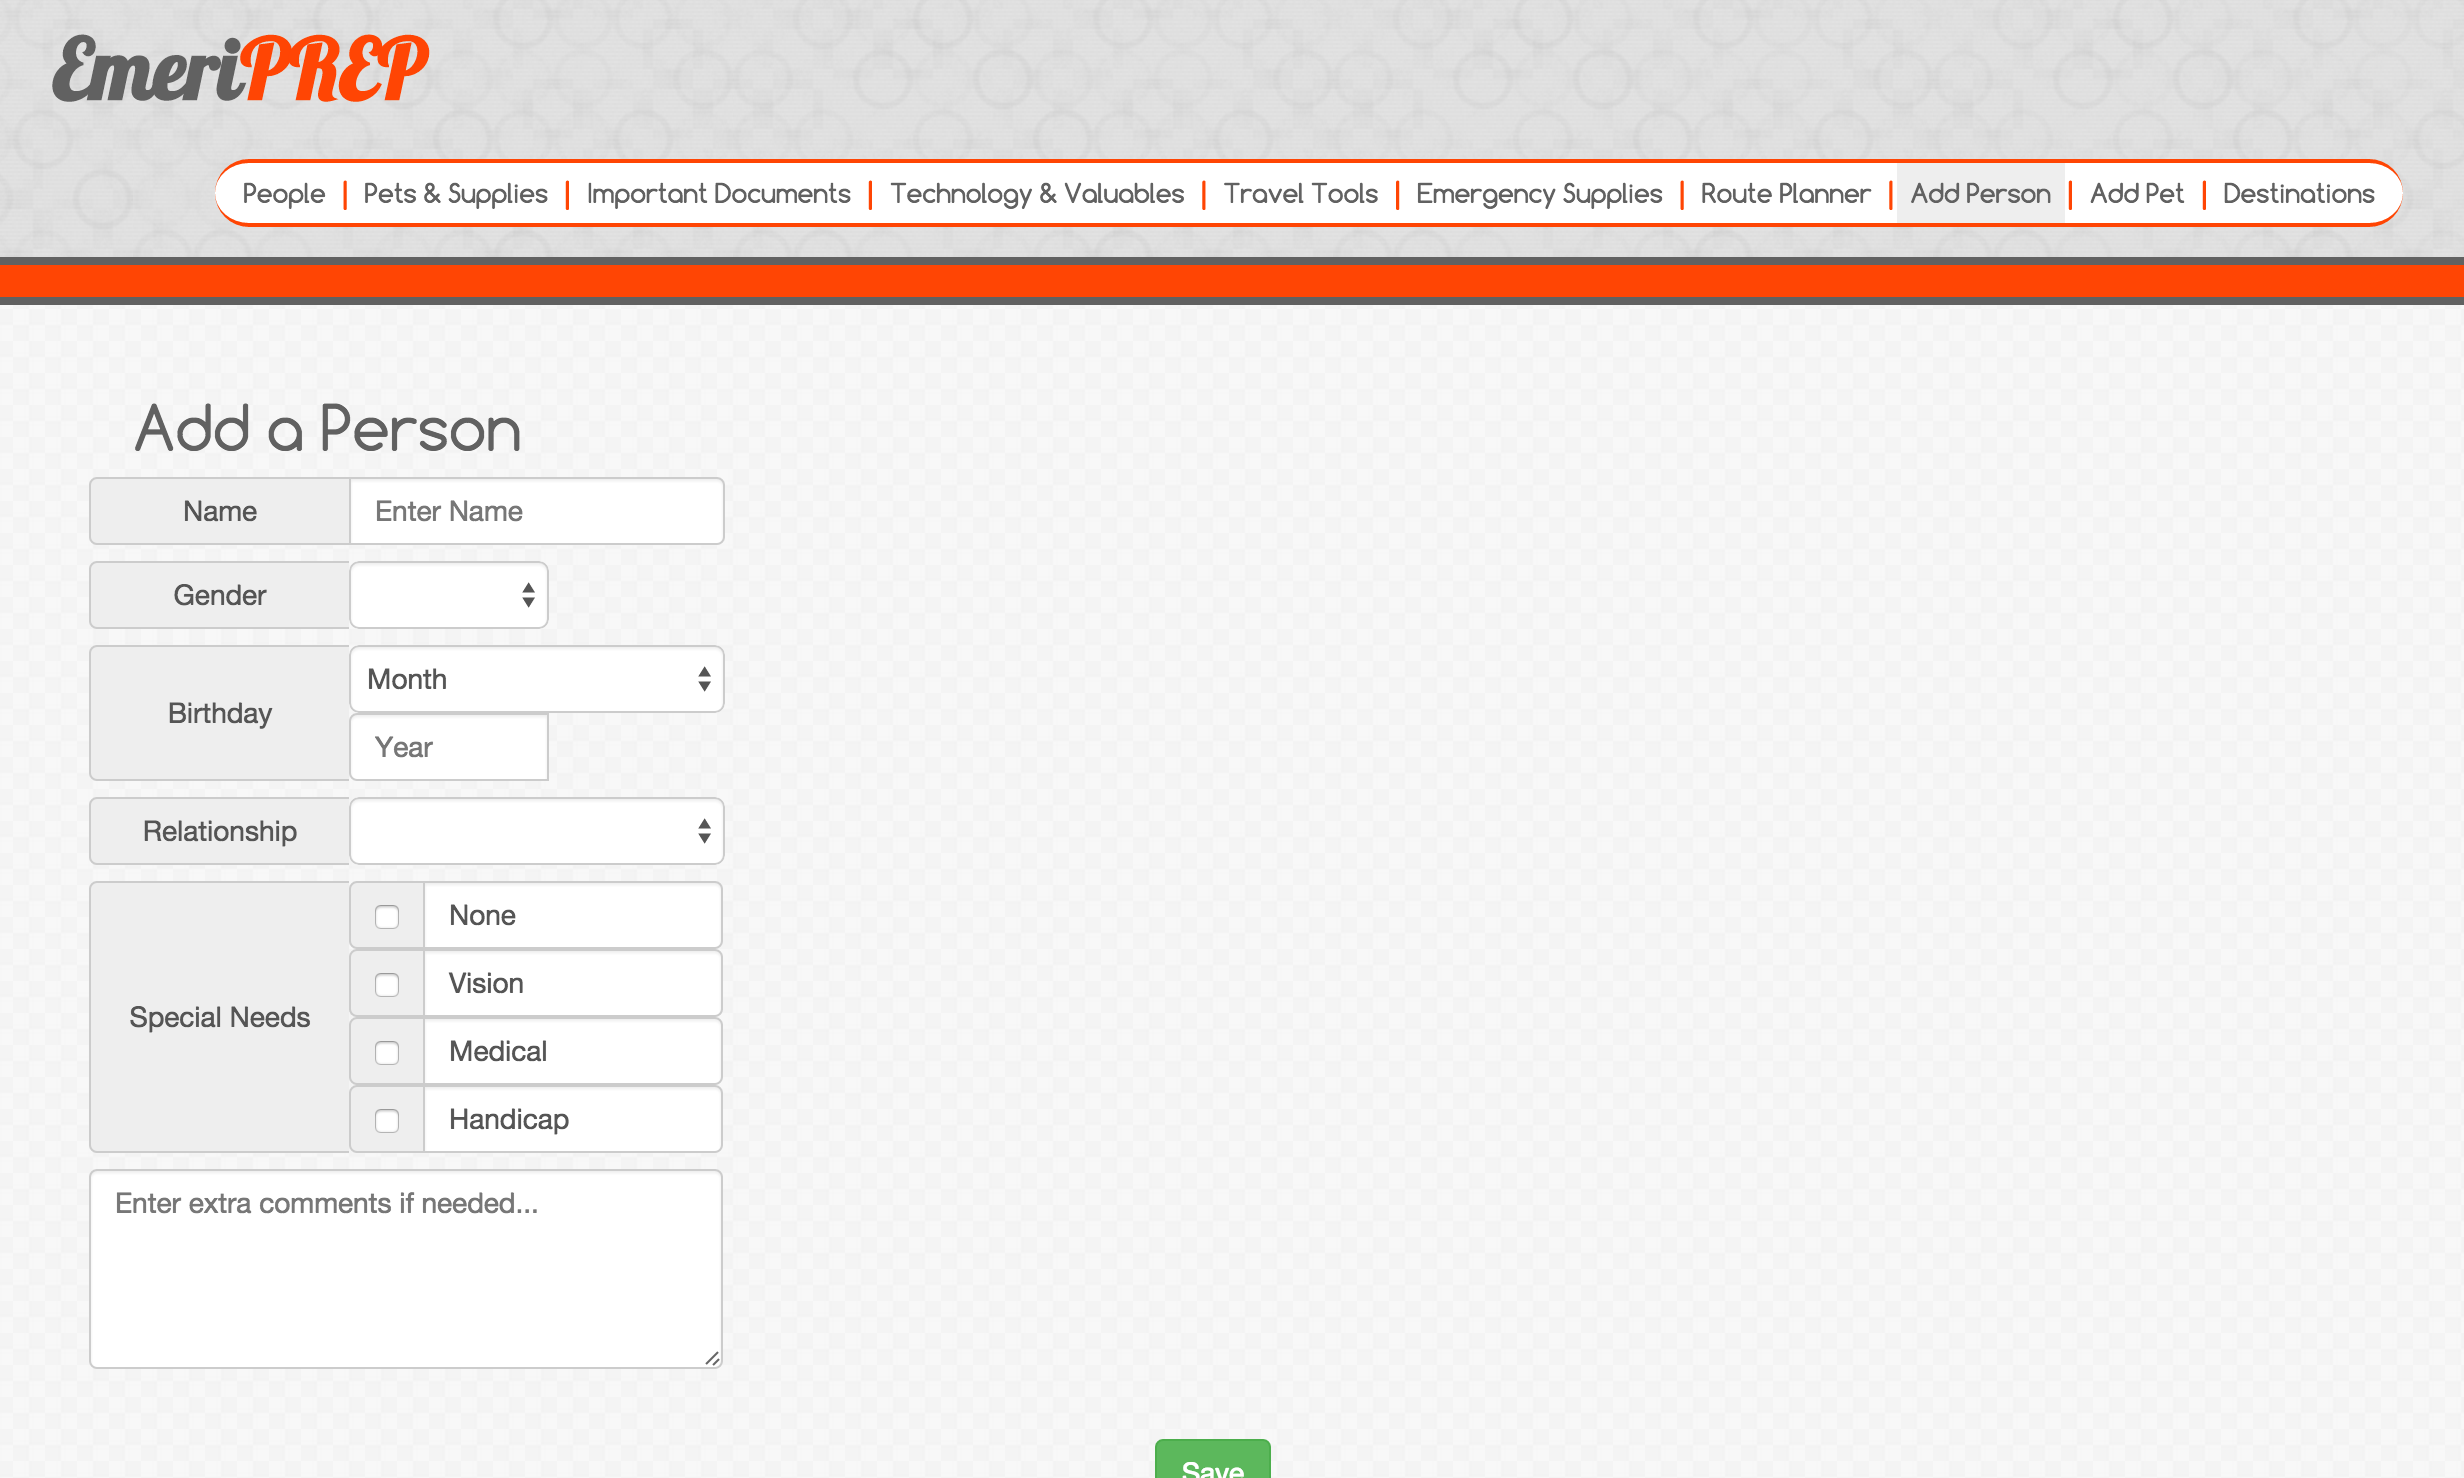 EmeriPREP
People | Pets & Supplies | Important Documents | Technology & Valuables | Travel Tools | Emergency Supplies | Route Planner | Add Person | Add Pet | Destinations
Add a Person
Name Enter Name
Gender
Birthday Month
Year
Relationship
Special Needs None
Vision
Medical
Handicap
Enter extra comments if needed...
Save